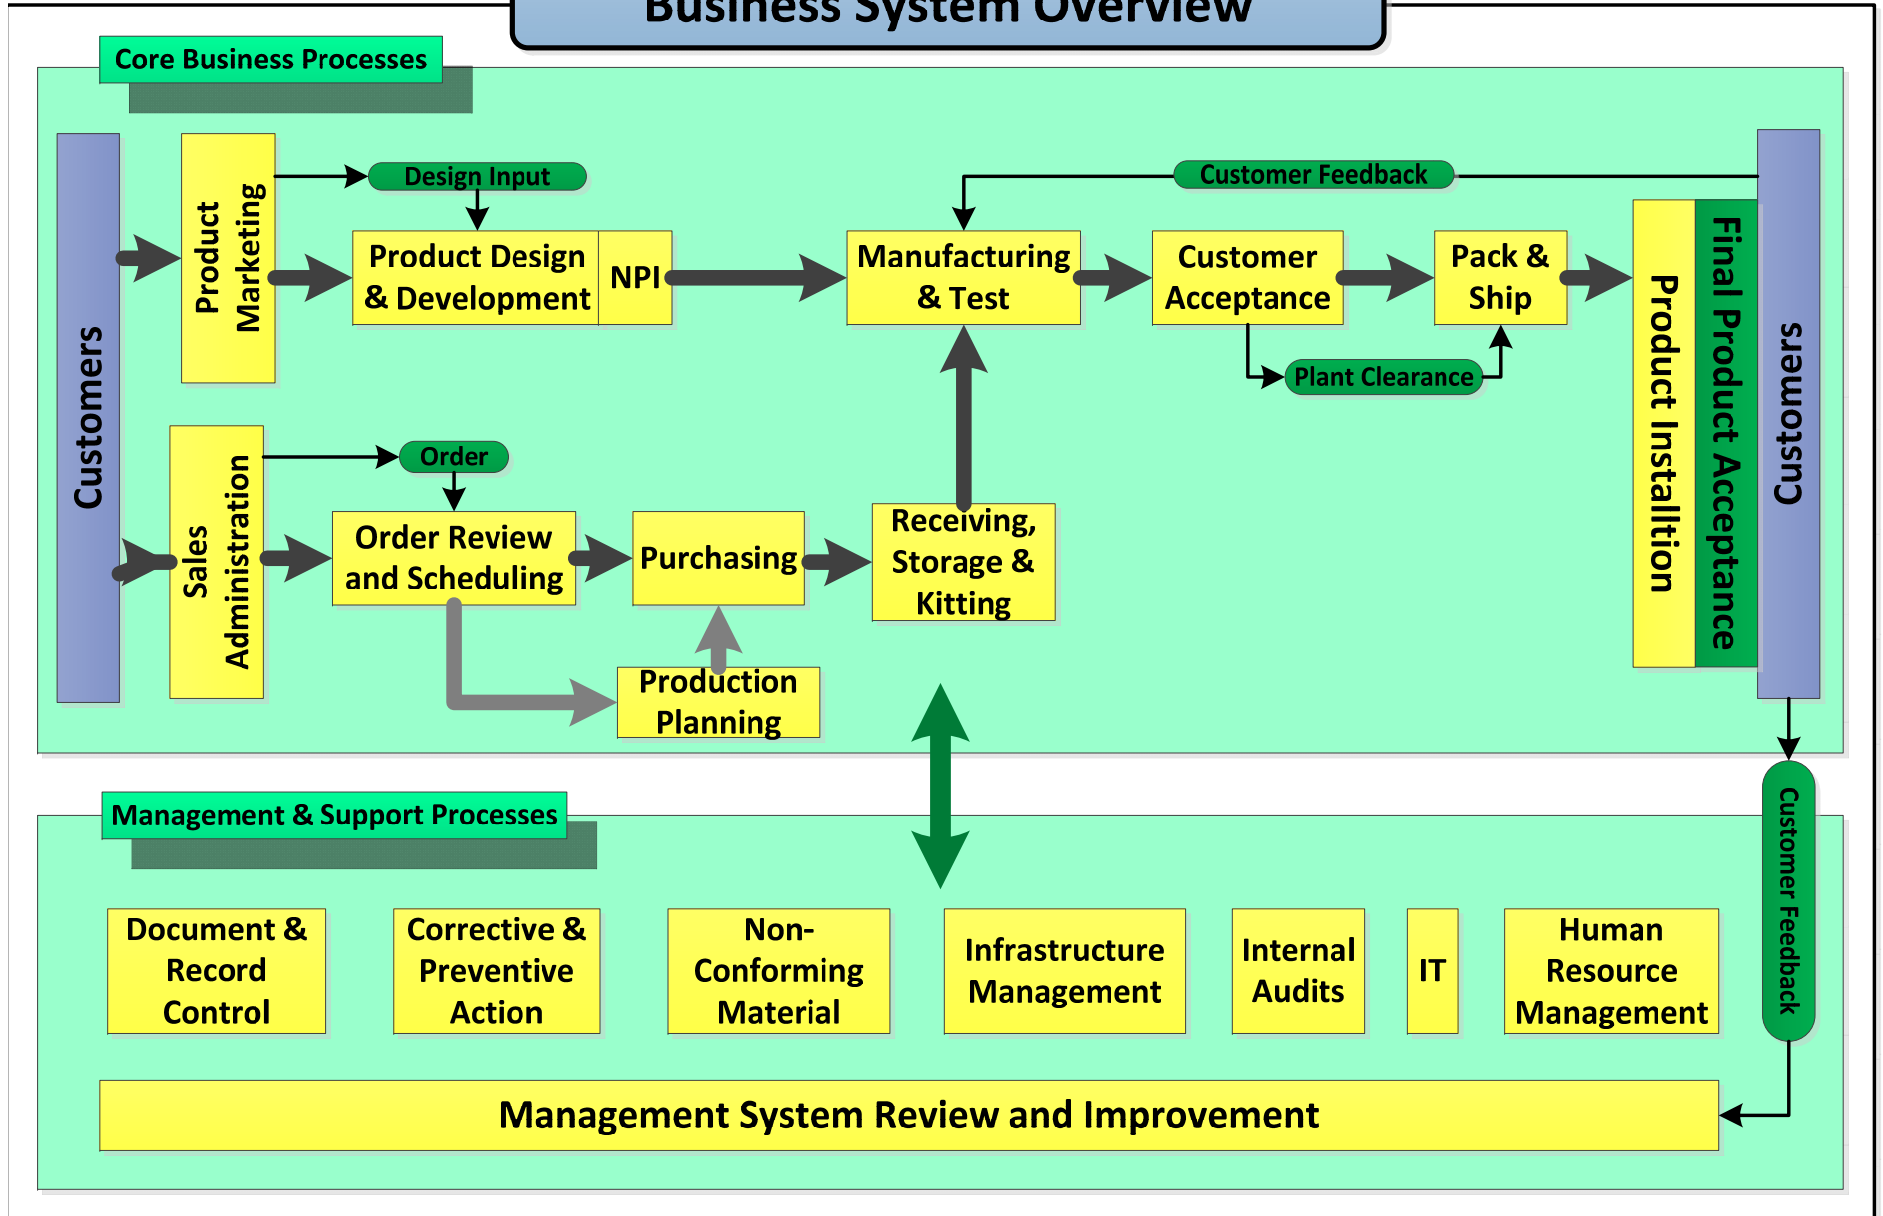 Business System Overview
Core Business Processes
Customers
Product
Marketing
Design Input
Product Design
& Development
NPI
Customer Feedback
Manufacturing
& Test
Customer
Acceptance
Pack &
Ship
Plant Clearance
Product Installtion
Final Product Acceptance
Customers
Sales
Administration
Order
Order Review
and Scheduling
Purchasing
Receiving,
Storage &
Kitting
Production
Planning
Management & Support Processes
Document &
Record
Control
Corrective &
Preventive
Action
Non-
Conforming
Material
Infrastructure
Management
Internal
Audits
IT
Human
Resource
Management
Customer Feedback
Management System Review and Improvement